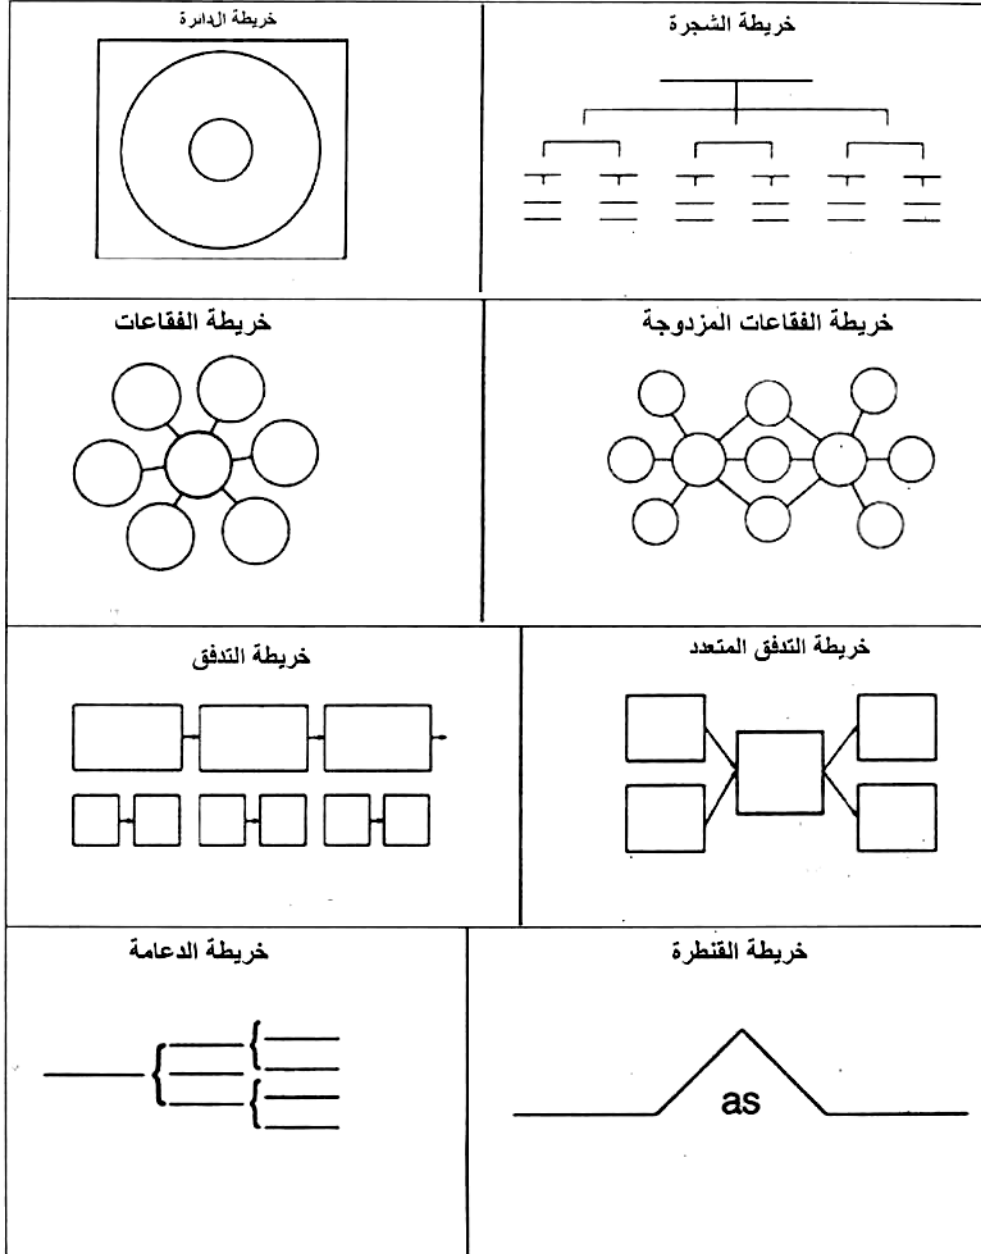 خريطة الشجرة
خريطة الدائرة
خريطة الفقاعات المزدوجة
خريطة الفقاعات
خريطة التدفق المتعدد
خريطة التدفق
خريطة القنطرة
as
خريطة الدعامة